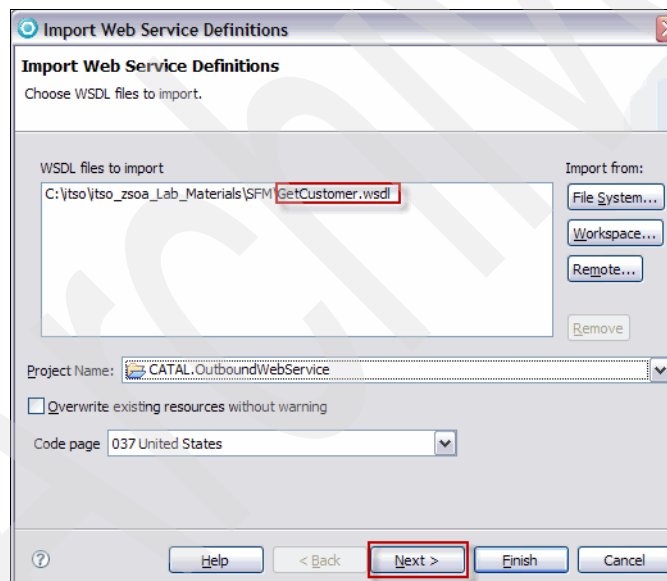 Import Web Service Definitions
Import Web Service Definitions
Choose WSDL files to import.
WSDL files to import
Import from:
C:\itso\itso_zsoa_Lab_Materials\SFM\GetCustomer.wsdl
File System...
Workspace...
Remote...
Remove
Project Name: CATAL.OutboundWebService
Overwrite existing resources without warning
Code page 037 United States
? Help < Back Next > Finish Cancel